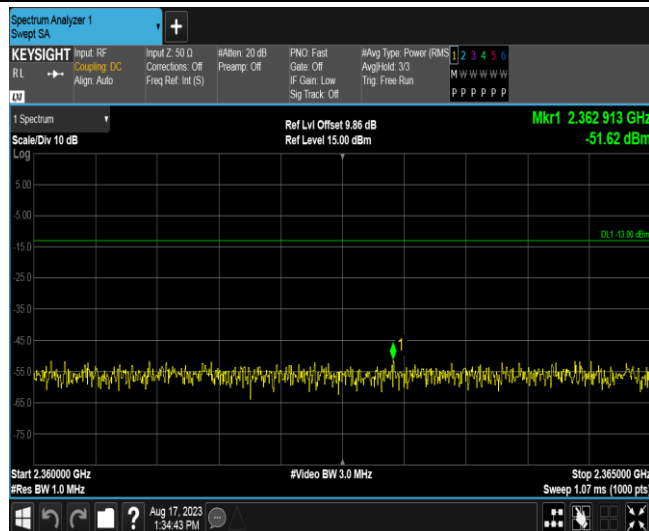 Spectrum Analyzer 1
Swept SA
+
KEYSIGHT
RL
LXI
Input: RF
Coupling: DC
Align: Auto
Input Z: 50 Ω
Corrections: Off
Freq Ref: Int (S)
#Atten: 20 dB
Preamp: Off
PNO: Fast
Gate: Off
IF Gain: Low
Sig Track: Off
#Avg Type: Power (RMS
Avg|Hold: 3/3
Trig: Free Run
1 2 3 4 5 6
M W W W W W
P P P P P P
1 Spectrum
Scale/Div 10 dB
Log
Ref Lvl Offset 9.86 dB
Ref Level 15.00 dBm
Mkr1 2.362 913 GHz
-51.62 dBm
5.00
-5.00
-15.0
-25.0
-35.0
-45.0
-55.0
-65.0
-75.0
DL1 -13.00 dBm
1
Start 2.360000 GHz
#Res BW 1.0 MHz
#Video BW 3.0 MHz
Stop 2.365000 GHz
Sweep 1.07 ms (1000 pts)
?
Aug 17, 2023
1:34:43 PM